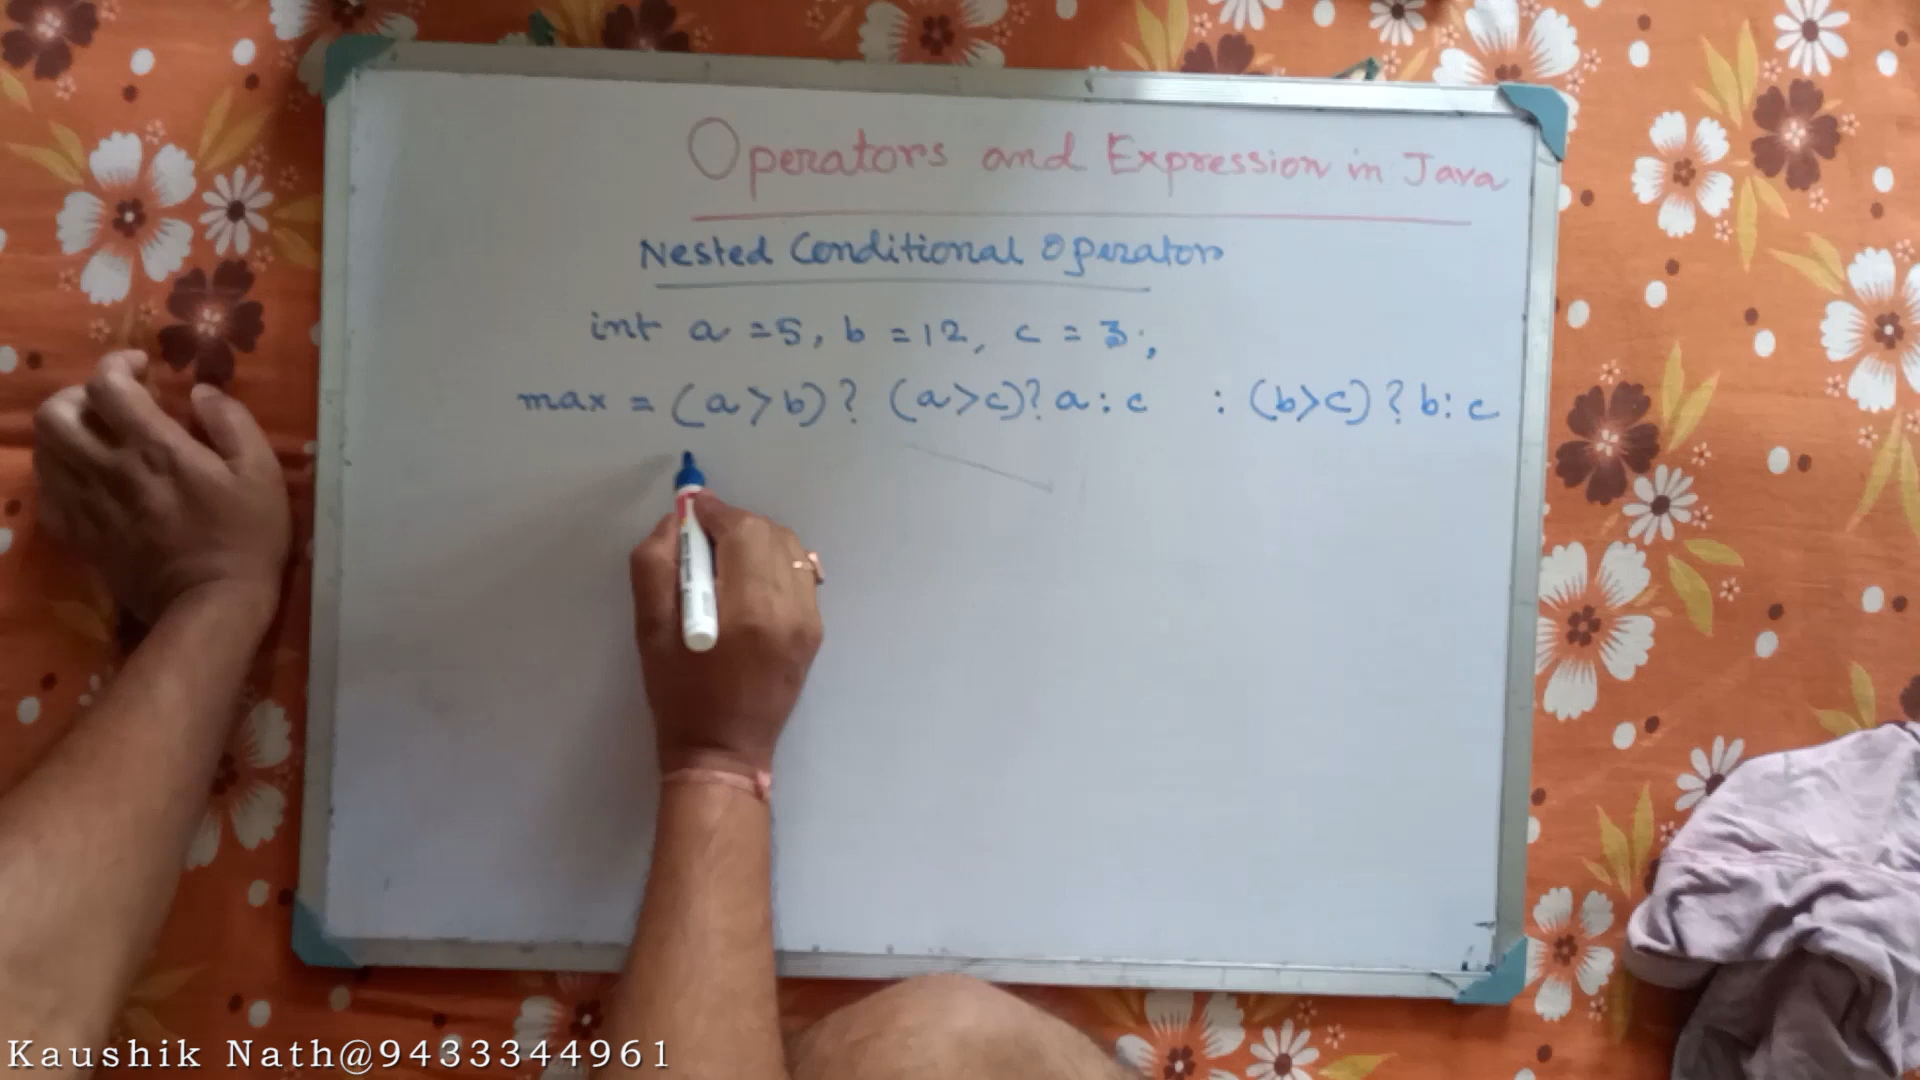 Operators and Expression in Java
Nested Conditional Operator
int a = 5, b = 12, c = 3;
max = (a > b) ? (a > c) ? a : c : (b > c) ? b : c
Kaushik Nath@9433344961